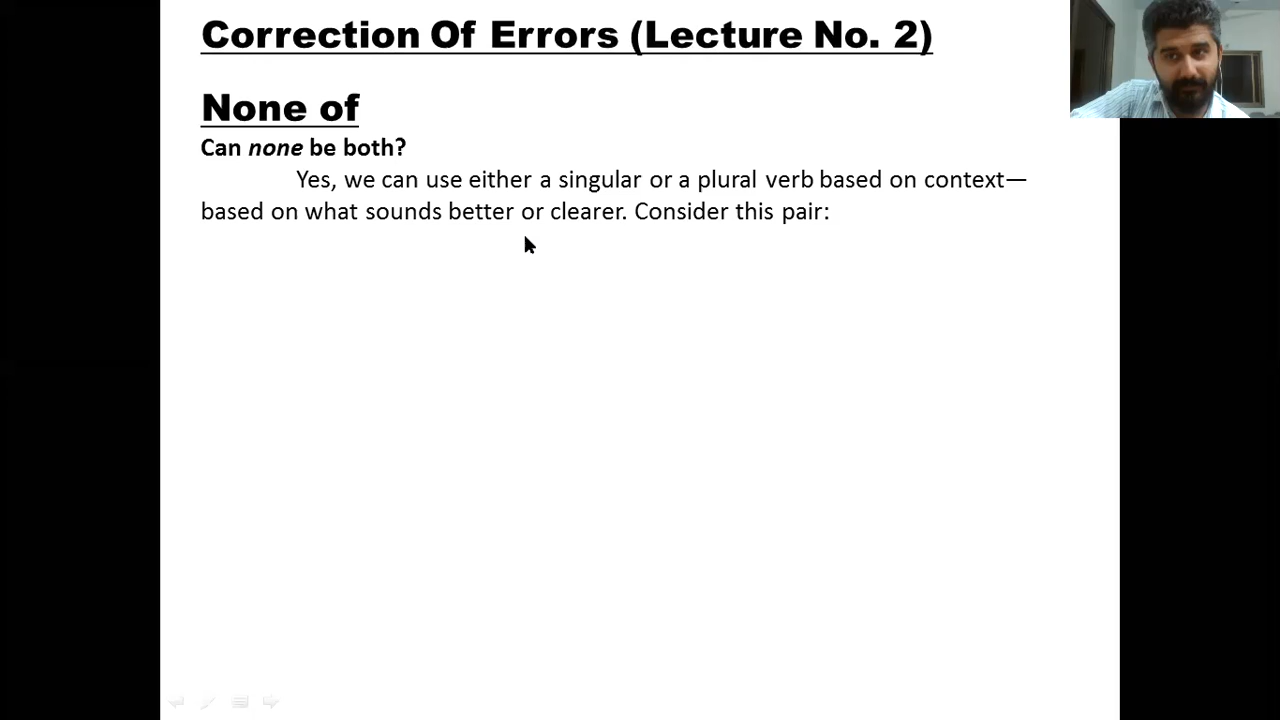 Correction Of Errors (Lecture No. 2)
None of
Can none be both?
Yes, we can use either a singular or a plural verb based on context—
based on what sounds better or clearer. Consider this pair: